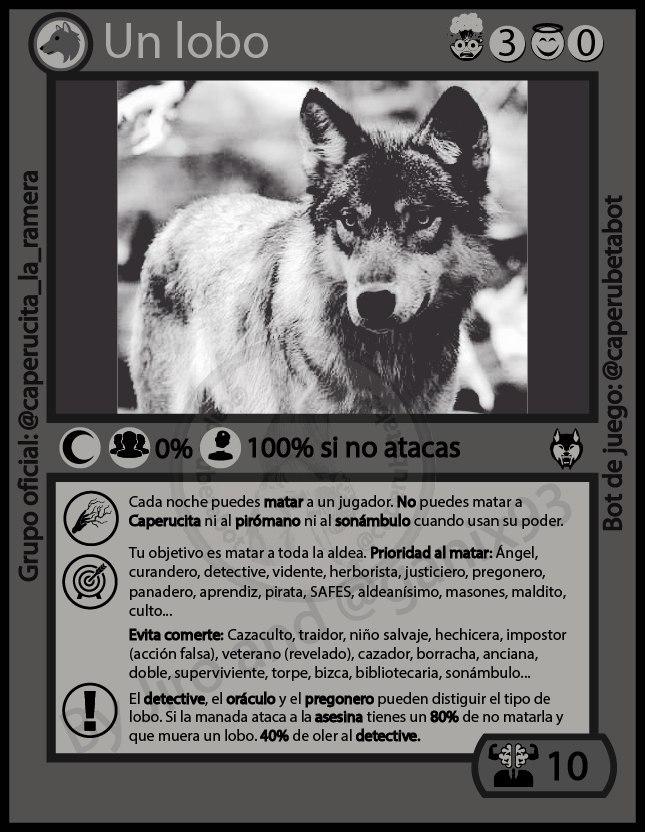 Un lobo
3
0
Grupo oficial: @caperucita_la_ramera
Bot de juego: @caperubetabot
0%
100% si no atacas
Cada noche puedes matar a un jugador. No puedes matar a
Caperucita ni al pirómano ni al sonámbulo cuando usan su poder.
Tu objetivo es matar a toda la aldea. Prioridad al matar: Ángel,
curandero, detective, vidente, herborista, justiciero, pregonero,
panadero, aprendiz, pirata, SAFES, aldeanísimo, masones, maldito,
culto...
Evita comerte: Cazaculto, traidor, niño salvaje, hechicera, impostor
(acción falsa), veterano (revelado), cazador, borracha, anciana,
doble, superviviente, torpe, bizca, bibliotecaria, sonámbulo...
El detective, el oráculo y el pregonero pueden distiguir el tipo de
lobo. Si la manada ataca a la asesina tienes un 80% de no matarla y
que muera un lobo. 40% de oler al detective.
10